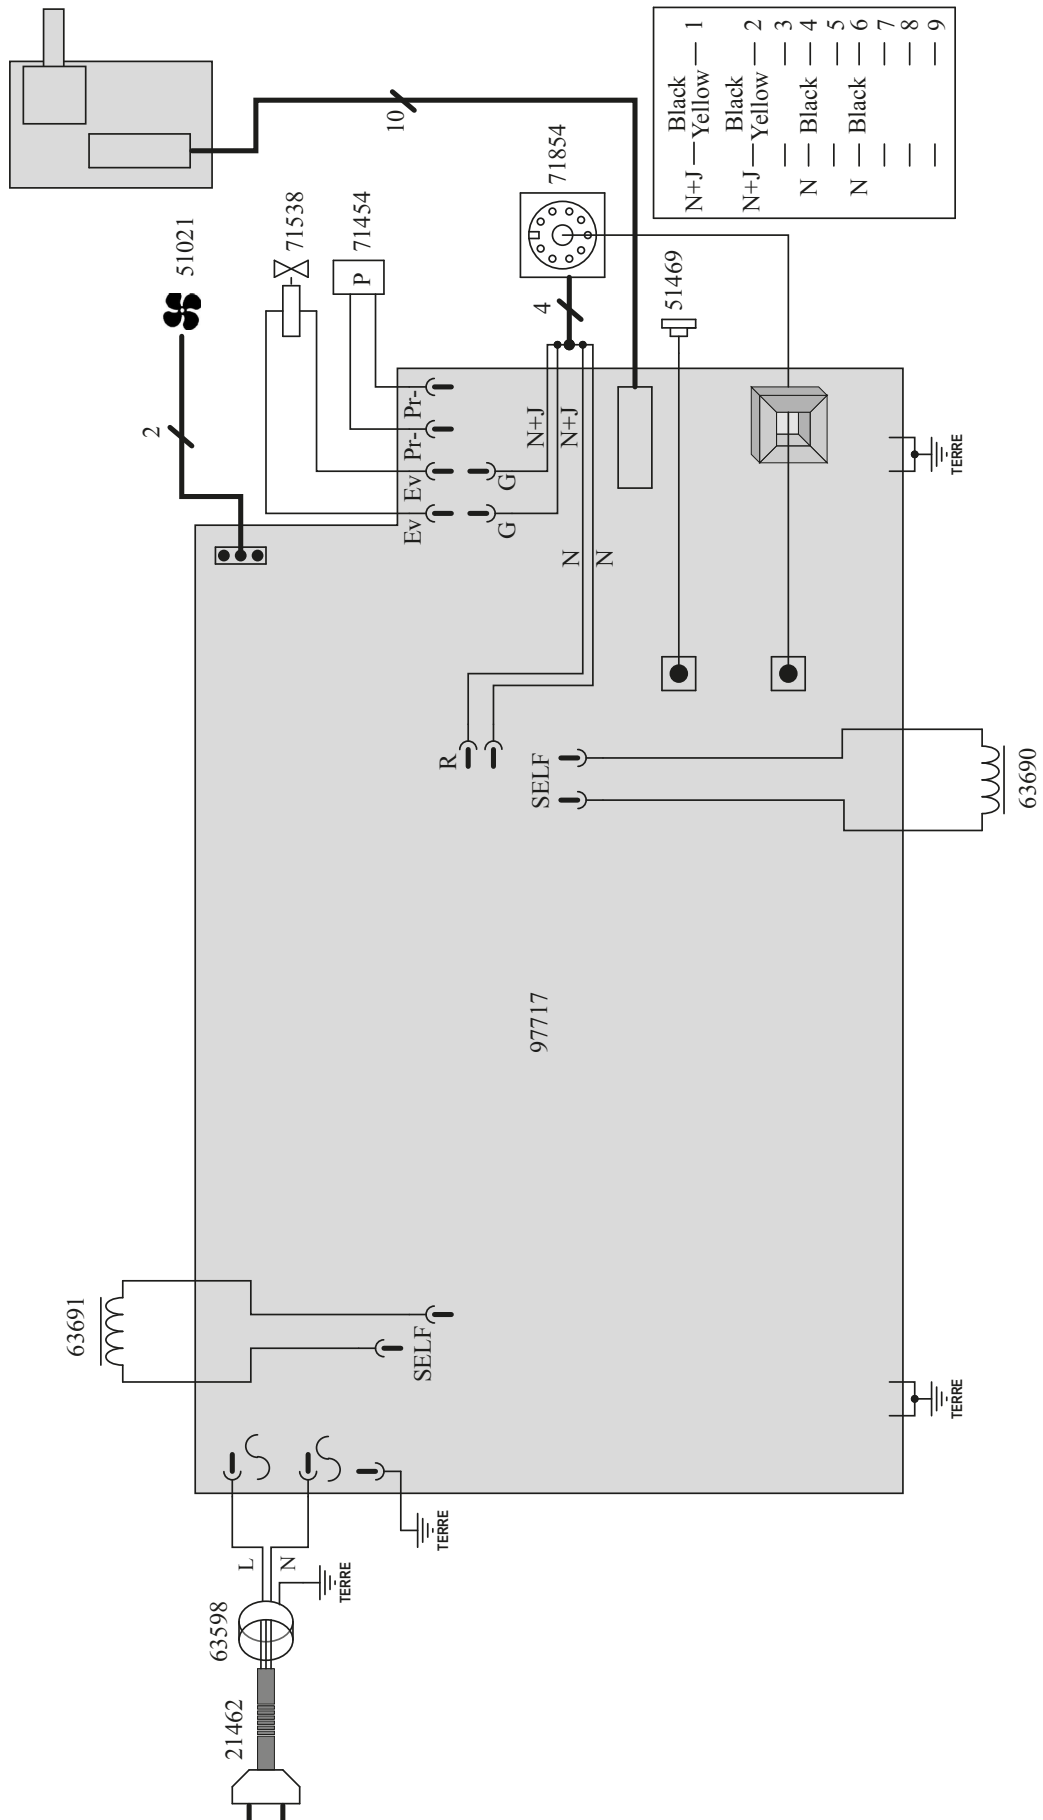 63691
2
51021
63598
21462
L
N
71538
TERRE
71454
P
10
Ev Ev Pr- Pr-
SELF
TERRE
R
G G
N+J
97717
SELF
4
71854
N+J
N
N
51469
Black
N+J — Yellow — 1
Black
N+J — Yellow — 2
— — 3
N — Black — 4
— — 5
N — Black — 6
— — 7
— — 8
— — 9
TERRE
TERRE
63690